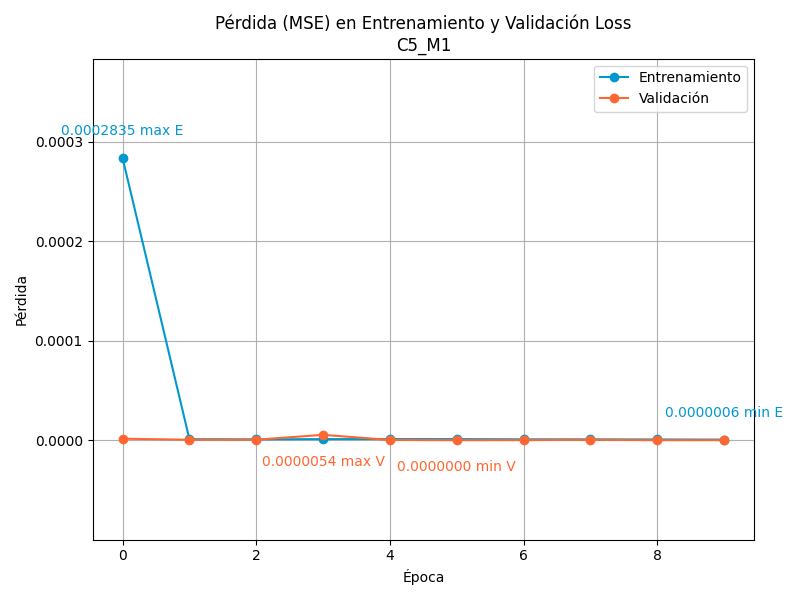 Pérdida (MSE) en Entrenamiento y Validación Loss
C5_M1
Entrenamiento
Validación
0.0002835 max E
0.0003
0.0002
0.0001
0.0000
Pérdida
0.0000006 min E
0.0000054 max V
0.0000000 min V
0
2
4
6
8
Época